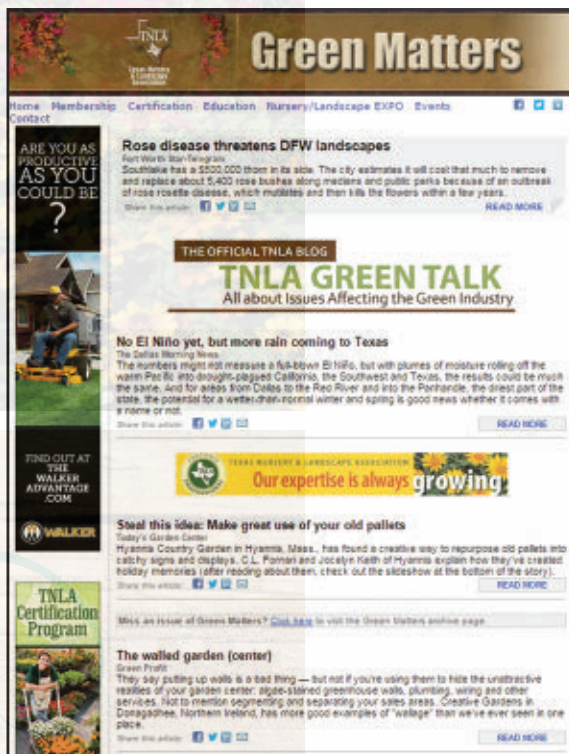 TNLA
Texas Nursery & Landscape Association
Green Matters
Home Membership Certification Education Nursery/Landscape EXPO Events
Contact
ARE YOU AS
PRODUCTIVE
AS YOU
COULD BE
?
FIND OUT AT
THE
WALKER
ADVANTAGE
.COM
WALKER
TNLA
Certification
Program
Rose disease threatens DFW landscapes
Fort Worth Star-Telegram
Southlake has a $500,000 thorn in its side. The city estimates it will cost that much to remove
and replace about 5,400 rose bushes along medians and public parks because of an outbreak
of rose rosette disease, which mutilates and then kills the flowers within a few years.
Share this article:
READ MORE
THE OFFICIAL TNLA BLOG
TNLA GREEN TALK
All about Issues Affecting the Green Industry
No El Niño yet, but more rain coming to Texas
The Dallas Morning News
The numbers might not measure a full-blown El Niño, but with plumes of moisture rolling off the
warm Pacific into drought-plagued California, the Southwest and Texas, the results could be much
the same. And for areas from Dallas to the Red River and into the Panhandle, the driest part of the
state, the potential for a wetter-than-normal winter and spring is good news whether it comes with
a name or not.
Share this article:
READ MORE
TEXAS NURSERY & LANDSCAPE ASSOCIATION
Our expertise is always growing
Steal this idea: Make great use of your old pallets
Today's Garden Center
Hyannis Country Garden in Hyannis, Mass., has found a creative way to repurpose old pallets into
catchy signs and displays. C.L. Fornari and Jocelyn Keith of Hyannis explain how they've created
holiday memories (after reading about them, check out the slideshow at the bottom of the story).
Share this article:
READ MORE
Miss an issue of Green Matters? Click here to visit the Green Matters archive page.
The walled garden (center)
Green Profit
They say putting up walls is a bad thing — but not if you're using them to hide the unattractive
realities of your garden center: algae-stained greenhouse walls, plumbing, wiring and other
services. Not to mention segmenting and separating your sales areas. Creative Gardens in
Donaghadee, Northern Ireland, has more good examples of "wallage" than we've ever seen in one
place.
Share this article:
READ MORE